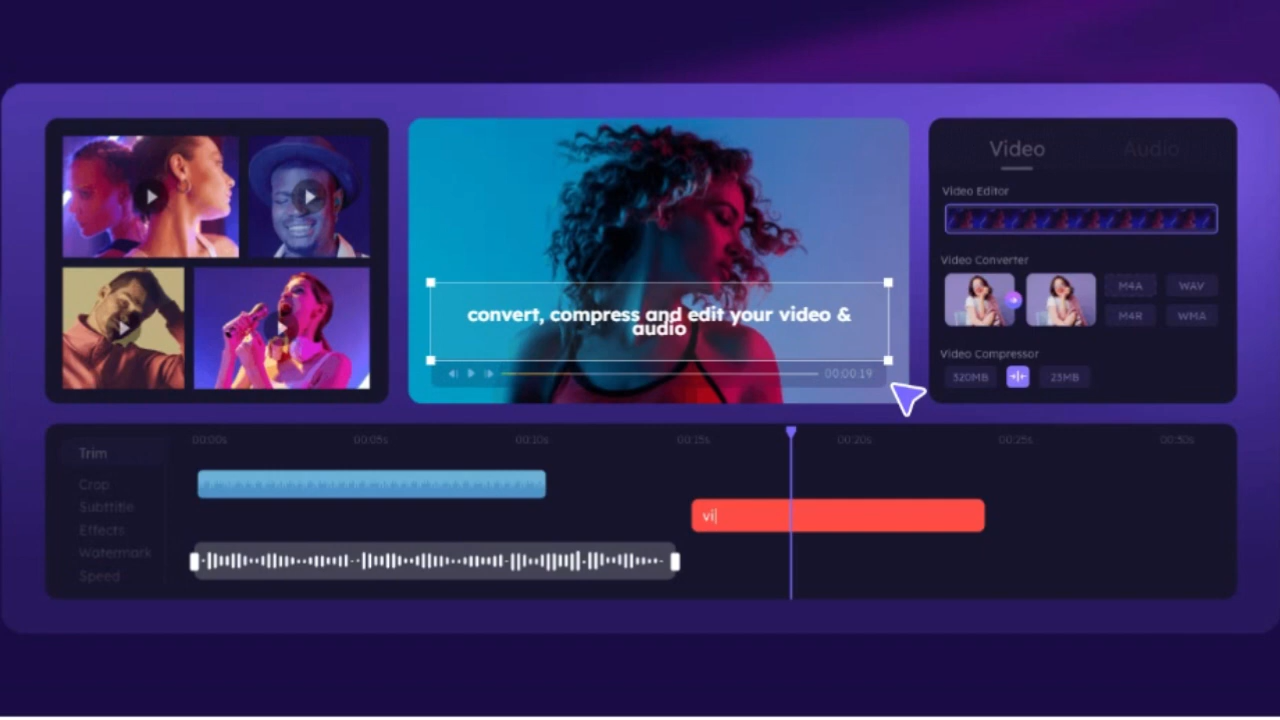 convert, compress and edit your video &
audio
00:00:19
Video Audio
Video Editor
Video Converter
M4A WAV
M4R WMA
Video Compressor
320MB 23MB
00:00s 00:05s 00:10s 00:15s 00:20s 00:25s 00:30s
Trim
Crop
Subttitle
Effects
Watermark
Speed
vi